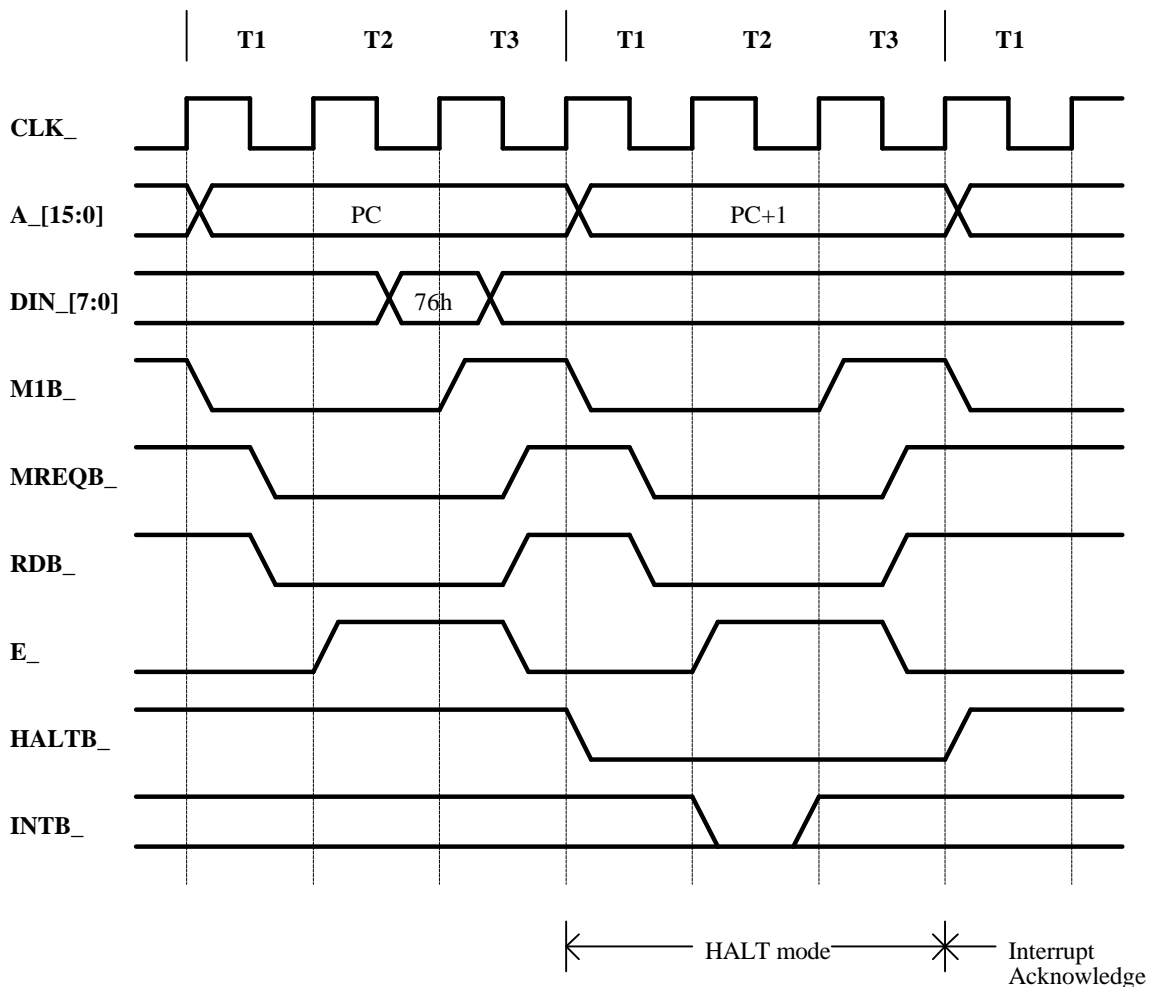 T1 T2 T3 T1 T2 T3 T1
CLK_
A_[15:0] PC PC+1
DIN_[7:0] 76h
M1B_
MREQB_
RDB_
E_
HALTB_
INTB_
HALT mode Interrupt
Acknowledge